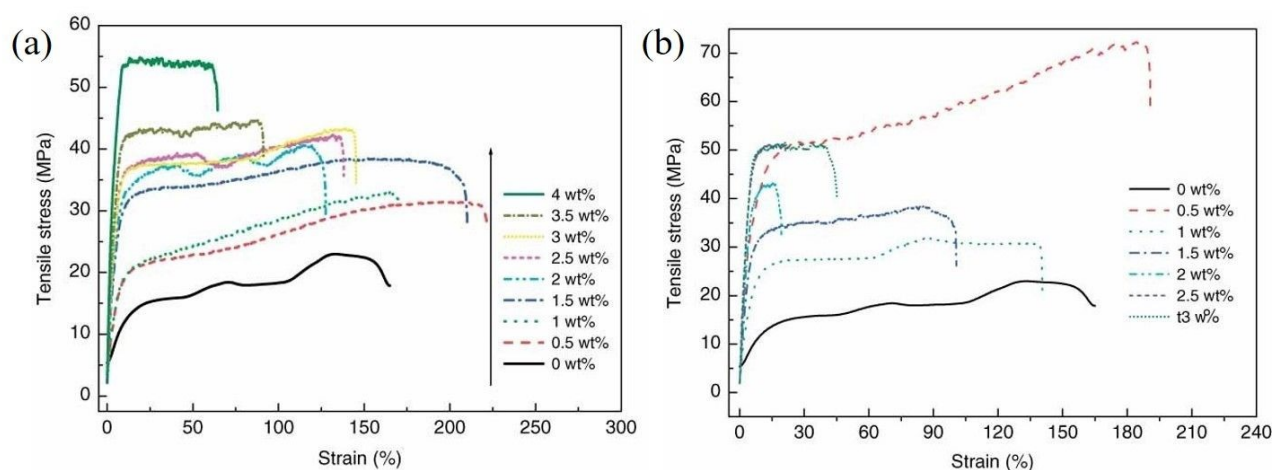 (a)
60
50
40
30
20
10
0
Tensile stress (MPa)
0 50 100 150 200 250 300
Strain (%)
4 wt%
3.5 wt%
3 wt%
2.5 wt%
2 wt%
1.5 wt%
1 wt%
0.5 wt%
0 wt%
(b)
70
60
50
40
30
20
10
0
Tensile stress (MPa)
0 30 60 90 120 150 180 210 240
Strain (%)
0 wt%
0.5 wt%
1 wt%
1.5 wt%
2 wt%
2.5 wt%
t3 w%